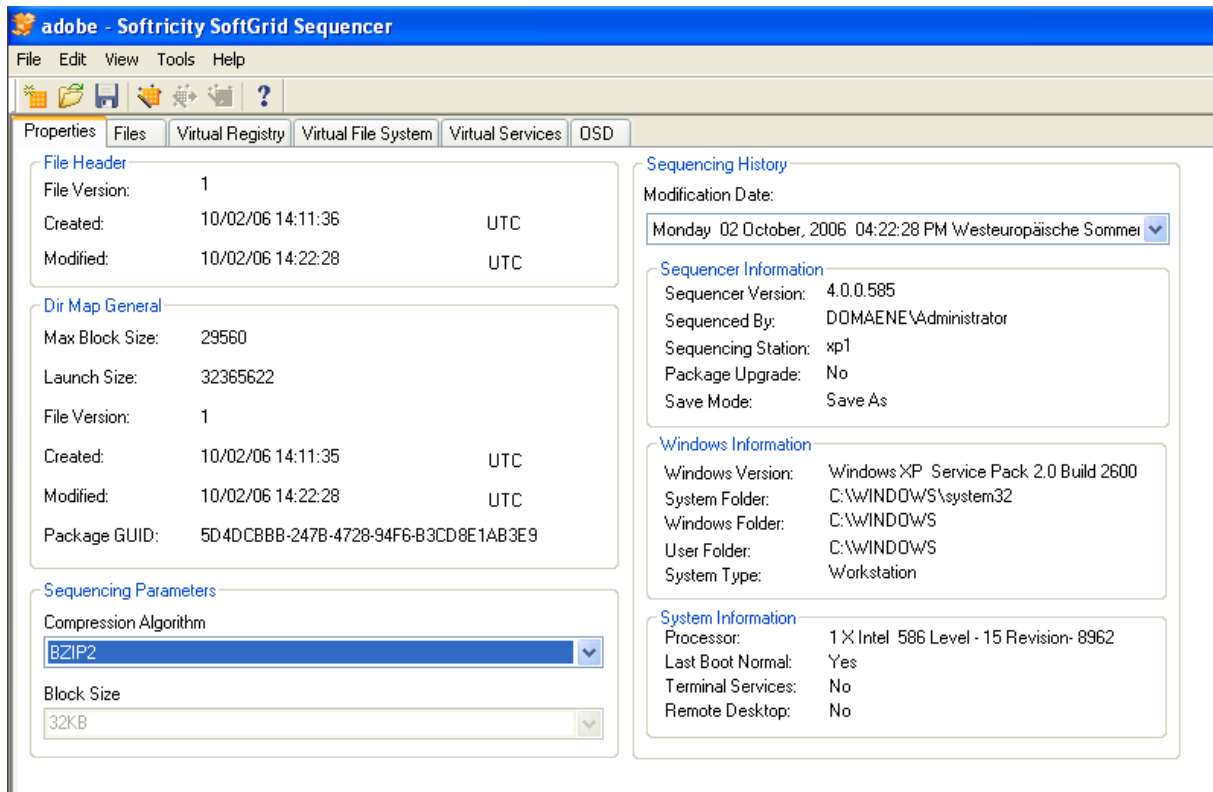 adobe - Softricity SoftGrid Sequencer
File Edit View Tools Help
?
Properties Files Virtual Registry Virtual File System Virtual Services OSD
File Header
File Version: 1
Created: 10/02/06 14:11:36 UTC
Modified: 10/02/06 14:22:28 UTC
Dir Map General
Max Block Size: 29560
Launch Size: 32365622
File Version: 1
Created: 10/02/06 14:11:35 UTC
Modified: 10/02/06 14:22:28 UTC
Package GUID: 5D4DCBBB-247B-4728-94F6-B3CD8E1AB3E9
Sequencing Parameters
Compression Algorithm
BZIP2
Block Size
32KB
Sequencing History
Modification Date:
Monday 02 October, 2006 04:22:28 PM Westeuropäische Sommer
Sequencer Information
Sequencer Version: 4.0.0.585
Sequenced By: DOMAENE\Administrator
Sequencing Station: xp1
Package Upgrade: No
Save Mode: Save As
Windows Information
Windows Version: Windows XP Service Pack 2.0 Build 2600
System Folder: C:\WINDOWS\system32
Windows Folder: C:\WINDOWS
User Folder: C:\WINDOWS
System Type: Workstation
System Information
Processor: 1 X Intel 586 Level - 15 Revision- 8962
Last Boot Normal: Yes
Terminal Services: No
Remote Desktop: No